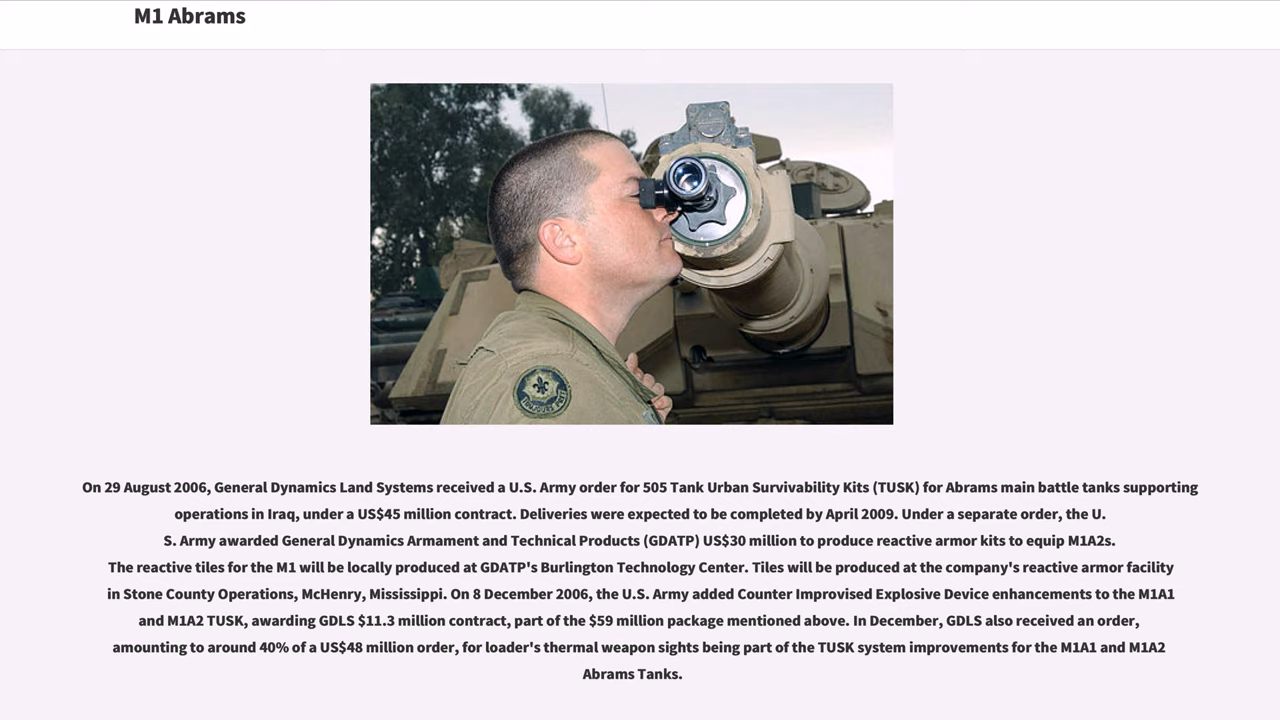 M1 Abrams
On 29 August 2006, General Dynamics Land Systems received a U.S. Army order for 505 Tank Urban Survivability Kits (TUSK) for Abrams main battle tanks supporting
operations in Iraq, under a US$45 million contract. Deliveries were expected to be completed by April 2009. Under a separate order, the U.
S. Army awarded General Dynamics Armament and Technical Products (GDATP) US$30 million to produce reactive armor kits to equip M1A2s.
The reactive tiles for the M1 will be locally produced at GDATP's Burlington Technology Center. Tiles will be produced at the company's reactive armor facility
in Stone County Operations, McHenry, Mississippi. On 8 December 2006, the U.S. Army added Counter Improvised Explosive Device enhancements to the M1A1
and M1A2 TUSK, awarding GDLS $11.3 million contract, part of the $59 million package mentioned above. In December, GDLS also received an order,
amounting to around 40% of a US$48 million order, for loader's thermal weapon sights being part of the TUSK system improvements for the M1A1 and M1A2
Abrams Tanks.